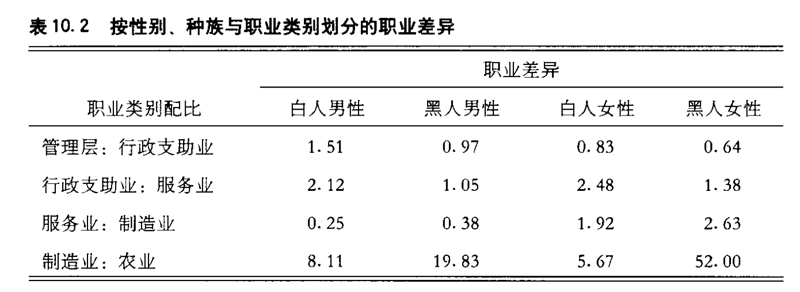 表 10.2 按性别、种族与职业类别划分的职业差异
职业差异
职业类别配比 白人男性 黑人男性 白人女性 黑人女性
管理层：行政支助业 1.51 0.97 0.83 0.64
行政支助业：服务业 2.12 1.05 2.48 1.38
服务业：制造业 0.25 0.38 1.92 2.63
制造业：农业 8.11 19.83 5.67 52.00